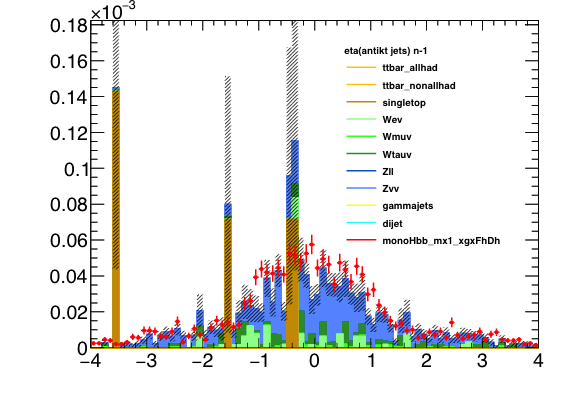 ×10⁻³
0.18
0.16
0.14
0.12
0.1
0.08
0.06
0.04
0.02
0
−4 −3 −2 −1 0 1 2 3 4
eta(antikt jets) n-1
ttbar_allhad
ttbar_nonallhad
singletop
Wev
Wmuv
Wtauv
Zll
Zvv
gammajets
dijet
monoHbb_mx1_xgxFhDh